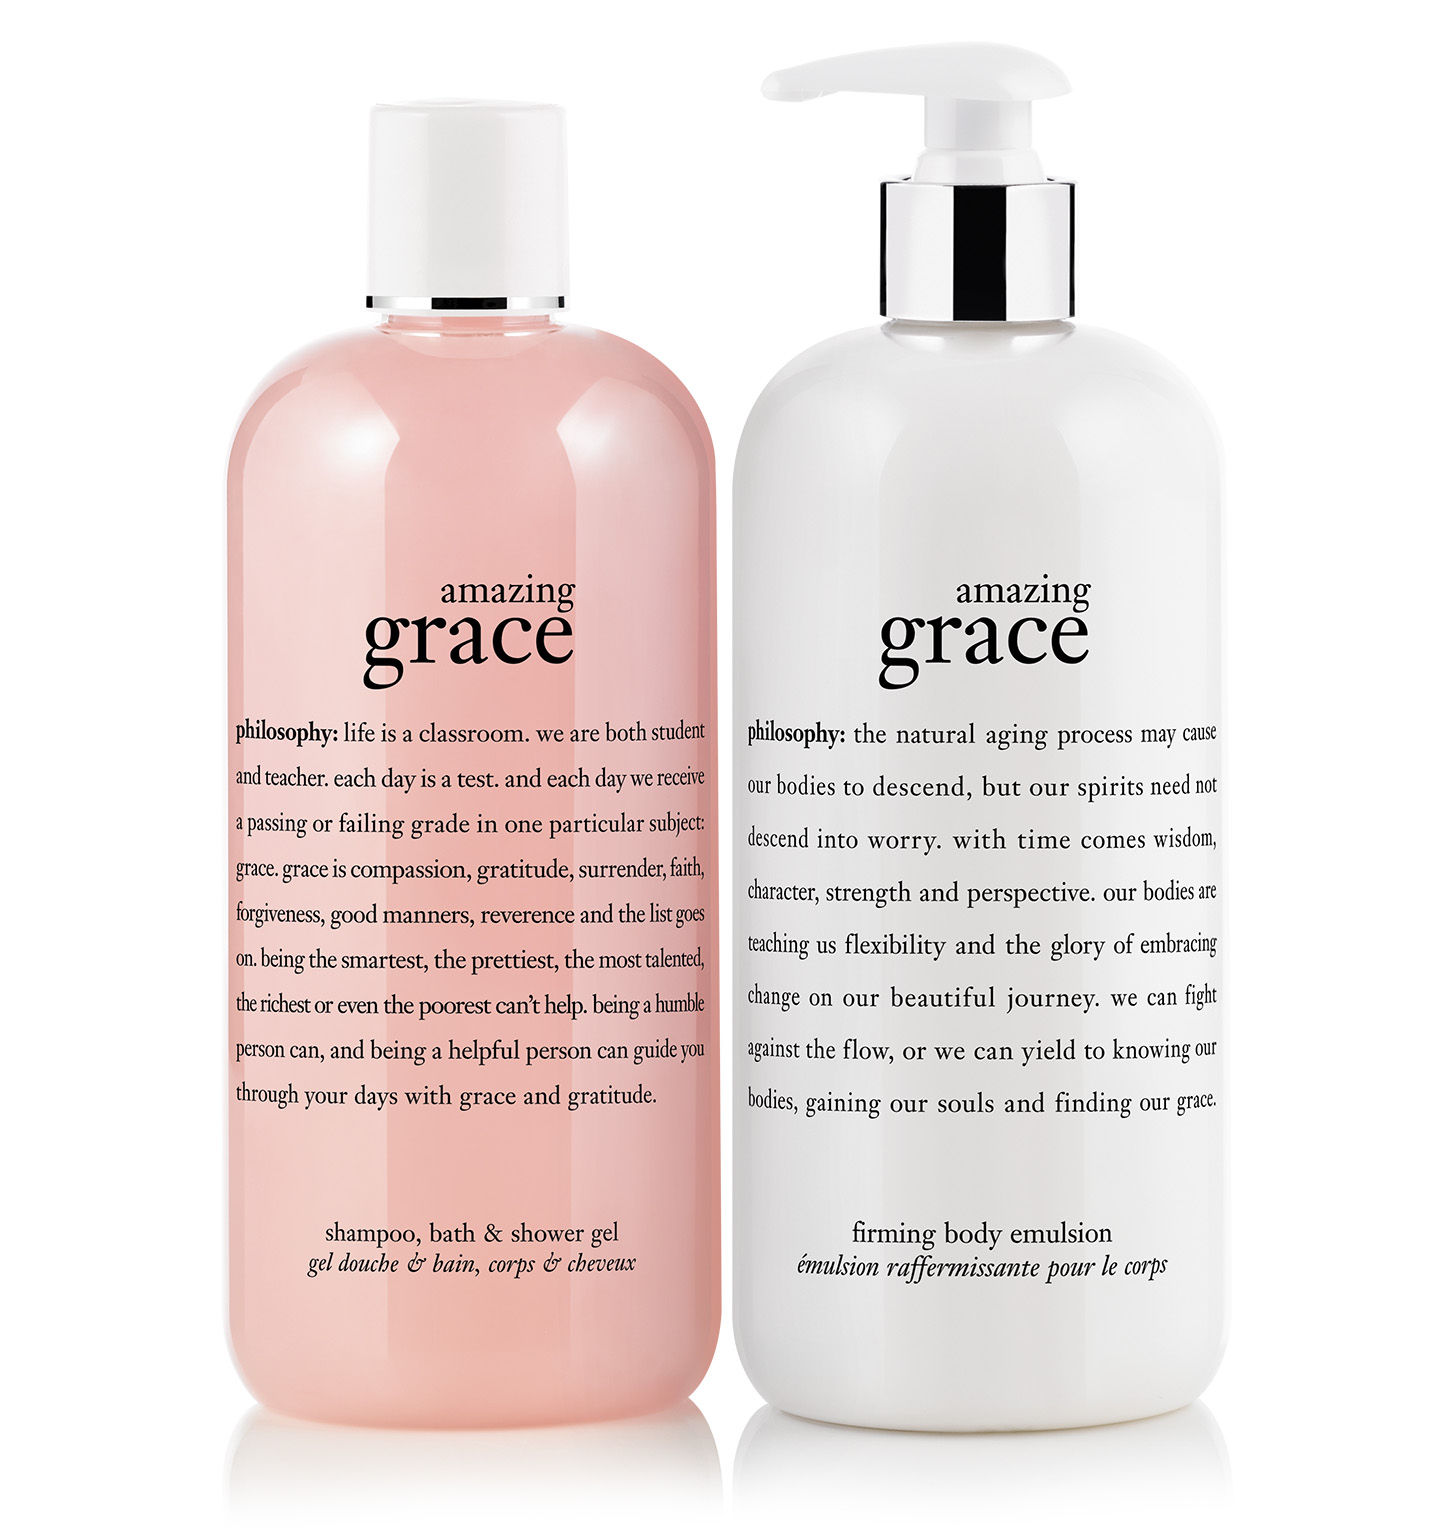 amazing
grace
philosophy: life is a classroom. we are both student
and teacher. each day is a test. and each day we receive
a passing or failing grade in one particular subject:
grace. grace is compassion, gratitude, surrender, faith,
forgiveness, good manners, reverence and the list goes
on. being the smartest, the prettiest, the most talented,
the richest or even the poorest can't help. being a humble
person can, and being a helpful person can guide you
through your days with grace and gratitude.
shampoo, bath & shower gel
gel douche & bain, corps & cheveux
amazing
grace
philosophy: the natural aging process may cause
our bodies to descend, but our spirits need not
descend into worry. with time comes wisdom,
character, strength and perspective. our bodies are
teaching us flexibility and the glory of embracing
change on our beautiful journey. we can fight
against the flow, or we can yield to knowing our
bodies, gaining our souls and finding our grace.
firming body emulsion
émulsion raffermissante pour le corps